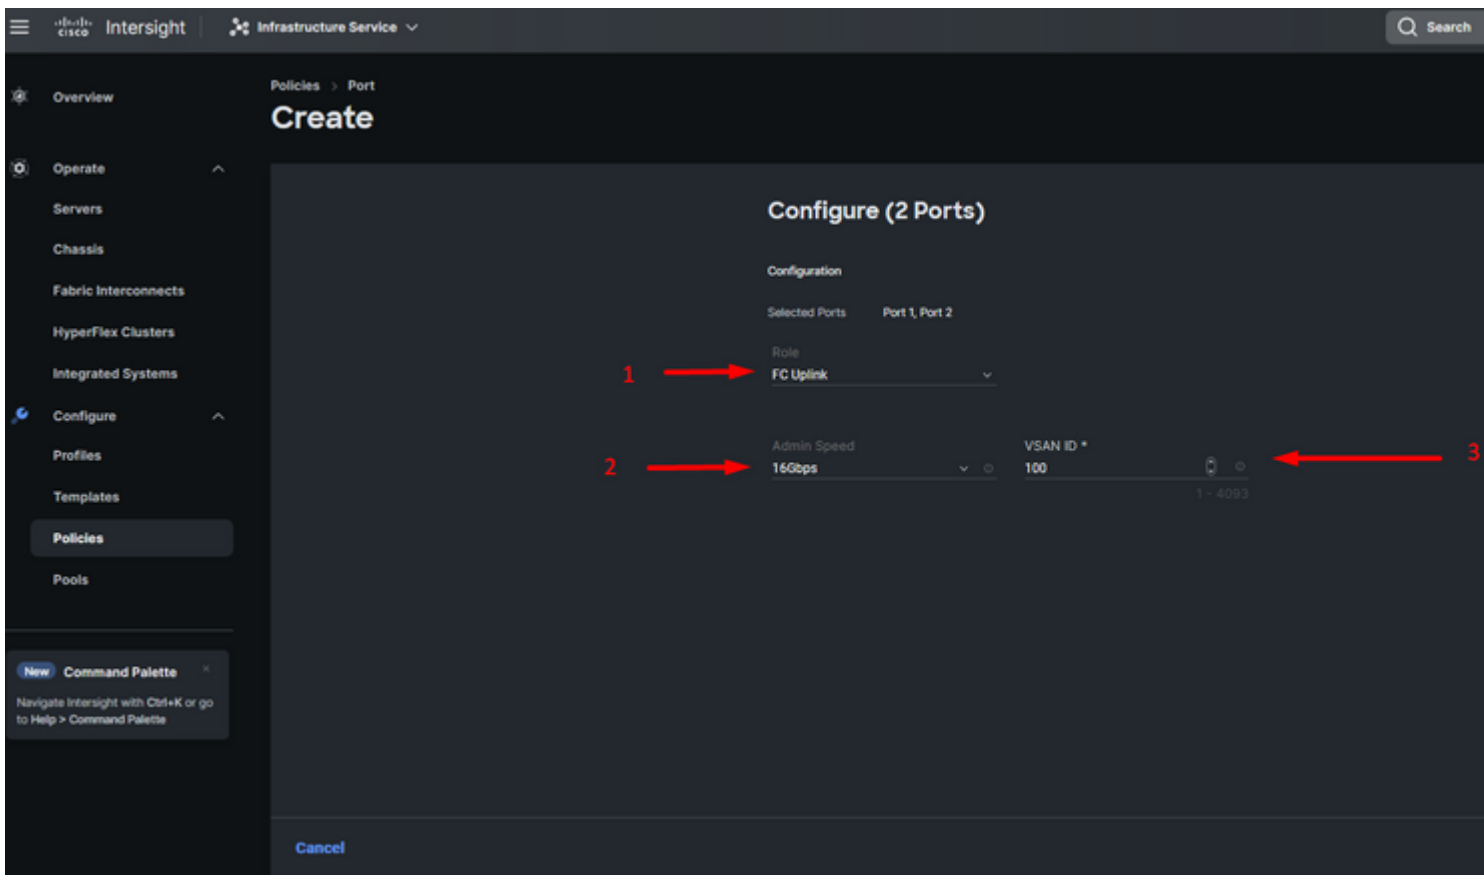 cisco Intersight Infrastructure Service Search
Overview
Operate
Servers
Chassis
Fabric Interconnects
HyperFlex Clusters
Integrated Systems
Configure
Profiles
Templates
Policies
Pools
New Command Palette
Navigate Intersight with Ctrl+K or go
to Help > Command Palette
Policies > Port
Create
Configure (2 Ports)
Configuration
Selected Ports Port 1, Port 2
Role
1 FC Uplink
Admin Speed VSAN ID *
2 16Gbps 100 3
1 - 4093
Cancel